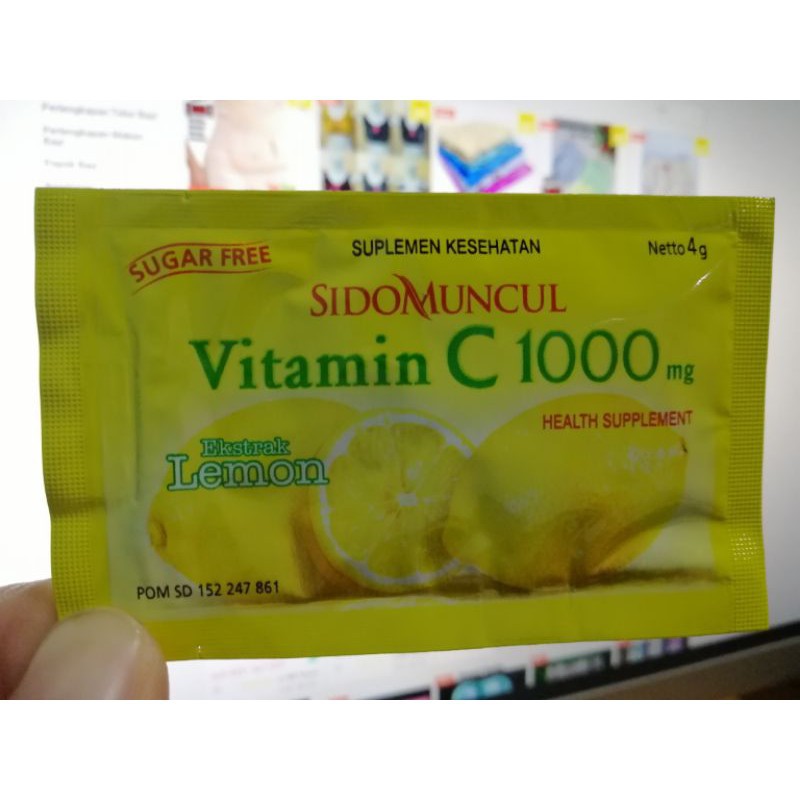 SUGAR FREE
SUPLEMEN KESEHATAN
Netto 4 g
SIDOMUNCUL
Vitamin C 1000 mg
HEALTH SUPPLEMENT
Ekstrak
Lemon
POM SD 152 247 861